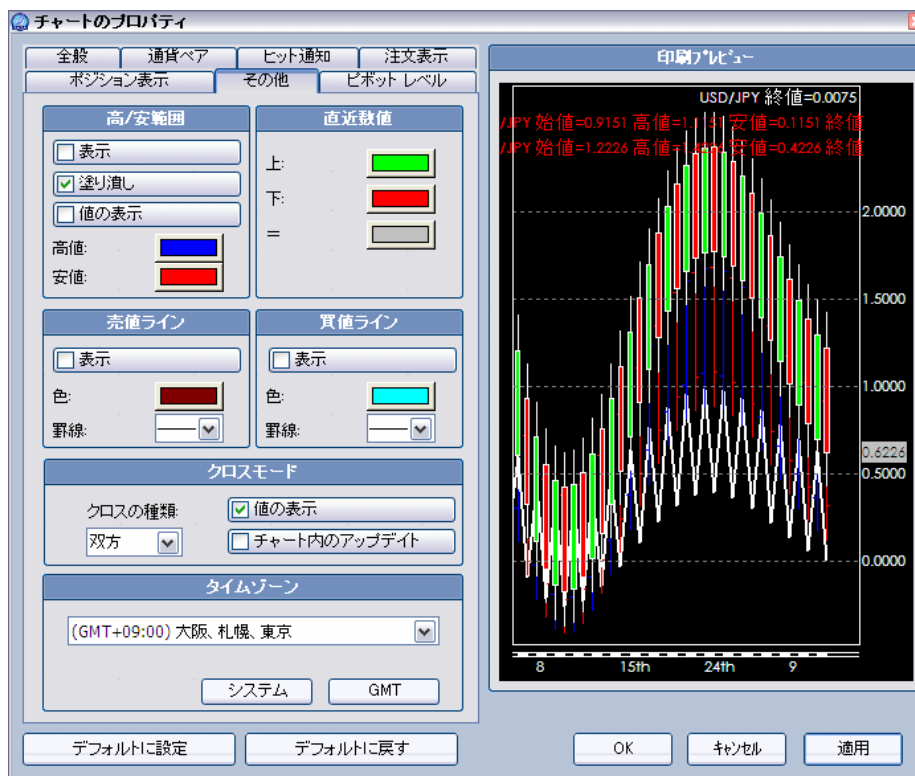 チャートのプロパティ
全般 通貨ペア ヒット通知 注文表示
ポジション表示 その他 ピボット レベル
高/安範囲
表示
塗り潰し
値の表示
高値:
安値:
直近数値
上:
下:
=
売値ライン
表示
色:
罫線:
買値ライン
表示
色:
罫線:
クロスモード
クロスの種類:
双方
値の表示
チャート内のアップデイト
タイムゾーン
(GMT+09:00) 大阪、札幌、東京
システム GMT
デフォルトに設定 デフォルトに戻す
印刷プレビュー
USD/JPY 終値=0.0075
/JPY 始値=0.9151 高値=1.1151 安値=0.1151 終値
/JPY 始値=1.2226 高値=1.4226 安値=0.4226 終値
2.0000
1.5000
1.0000
0.6226
0.5000
0.0000
8 15th 24th 9
OK キャンセル 適用